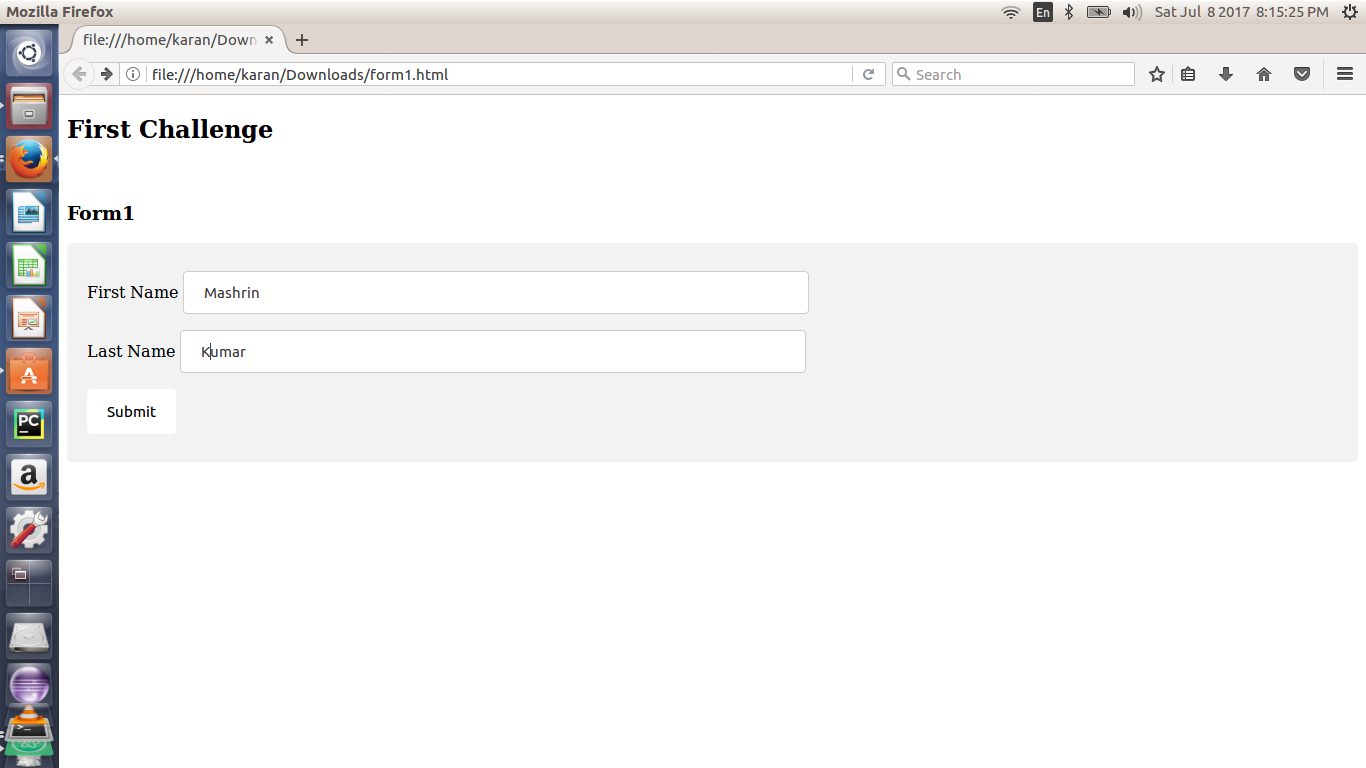 Mozilla Firefox
En
Sat Jul 8 2017 8:15:25 PM
file:///home/karan/Down
file:///home/karan/Downloads/form1.html
Search
First Challenge
Form1
First Name Mashrin
Last Name Kumar
Submit
A
PC
a
>_